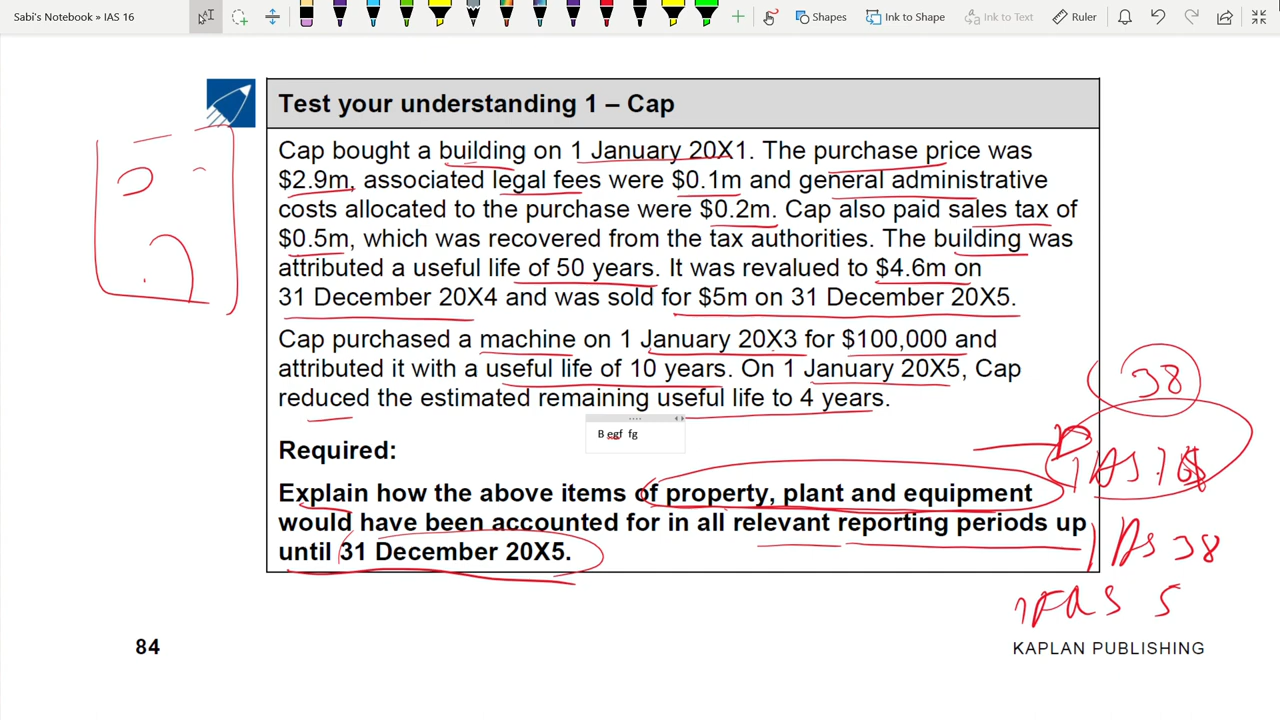 Sabi's Notebook » IAS 16
Shapes
Ink to Shape
Ink to Text
Ruler
Test your understanding 1 – Cap
Cap bought a building on 1 January 20X1. The purchase price was
$2.9m, associated legal fees were $0.1m and general administrative
costs allocated to the purchase were $0.2m. Cap also paid sales tax of
$0.5m, which was recovered from the tax authorities. The building was
attributed a useful life of 50 years. It was revalued to $4.6m on
31 December 20X4 and was sold for $5m on 31 December 20X5.
Cap purchased a machine on 1 January 20X3 for $100,000 and
attributed it with a useful life of 10 years. On 1 January 20X5, Cap
reduced the estimated remaining useful life to 4 years.
38
B egf fg
Required:
IAS 16
Explain how the above items of property, plant and equipment
would have been accounted for in all relevant reporting periods up
until 31 December 20X5.
IAS 38
IFRS 5
84
KAPLAN PUBLISHING